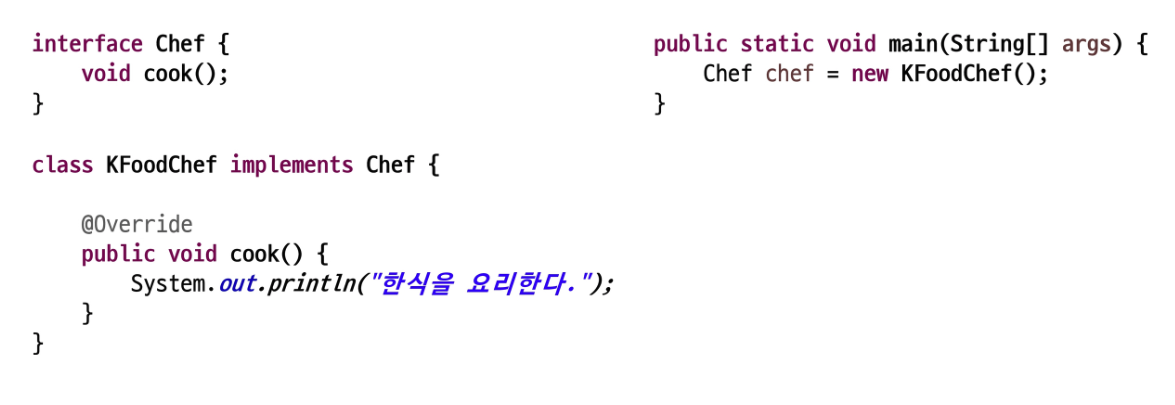 interface Chef {
    void cook();
}
class KFoodChef implements Chef {
    @Override
    public void cook() {
        System.out.println("한식을 요리한다.");
    }
}
public static void main(String[] args) {
    Chef chef = new KFoodChef();
}